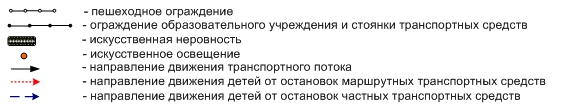 - пешеходное ограждение
- ограждение образовательного учреждения и стоянки транспортных средств
- искусственная неровность
- искусственное освещение
- направление движения транспортного потока
- направление движения детей от остановок маршрутных транспортных средств
- направление движения детей от остановок частных транспортных средств